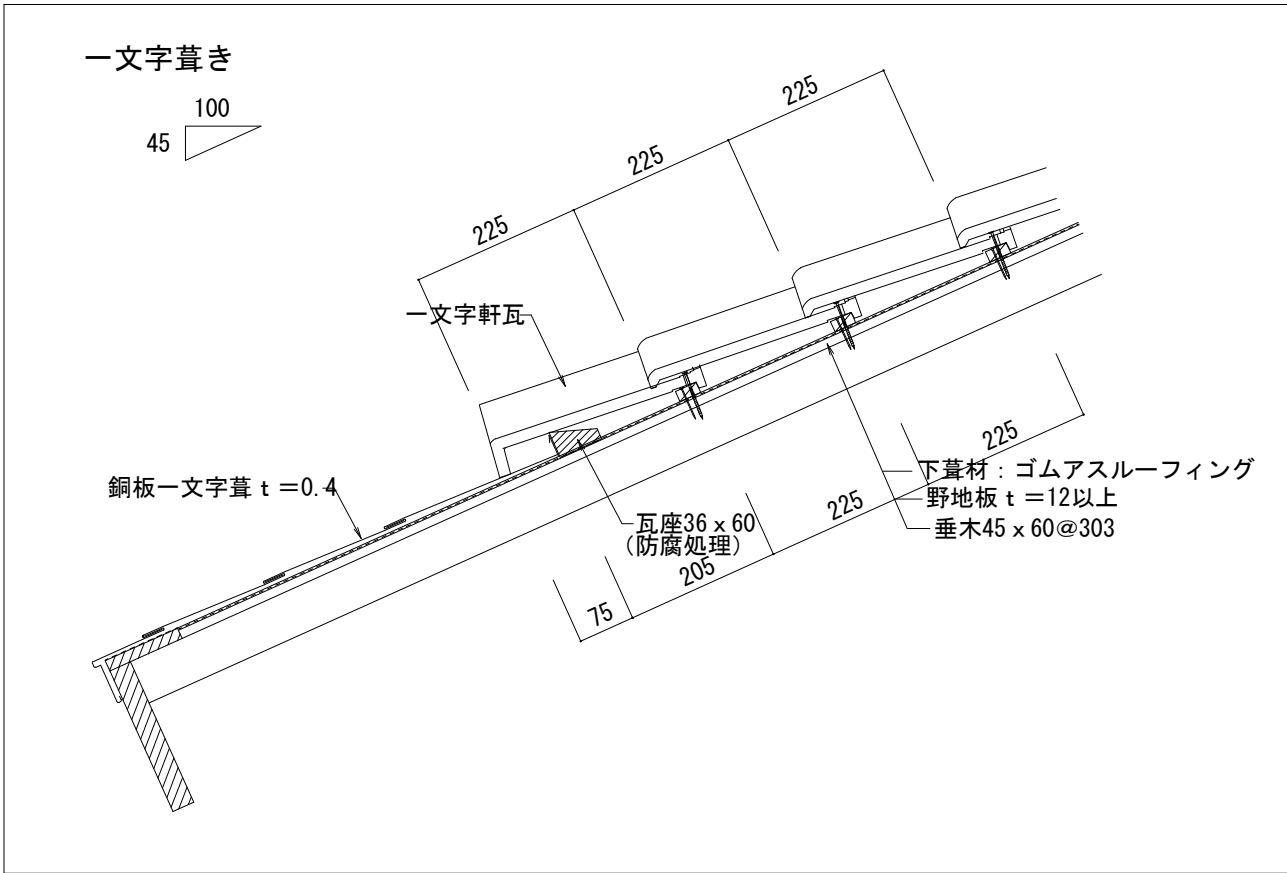 一文字葺き
100
45
225
225
225
一文字軒瓦
銅板一文字葺ｔ＝0.4
瓦座36ｘ60
（防腐処理）
下葺材：ゴムアスルーフィング
野地板ｔ＝12以上
垂木45ｘ60@303
75
205
225
225